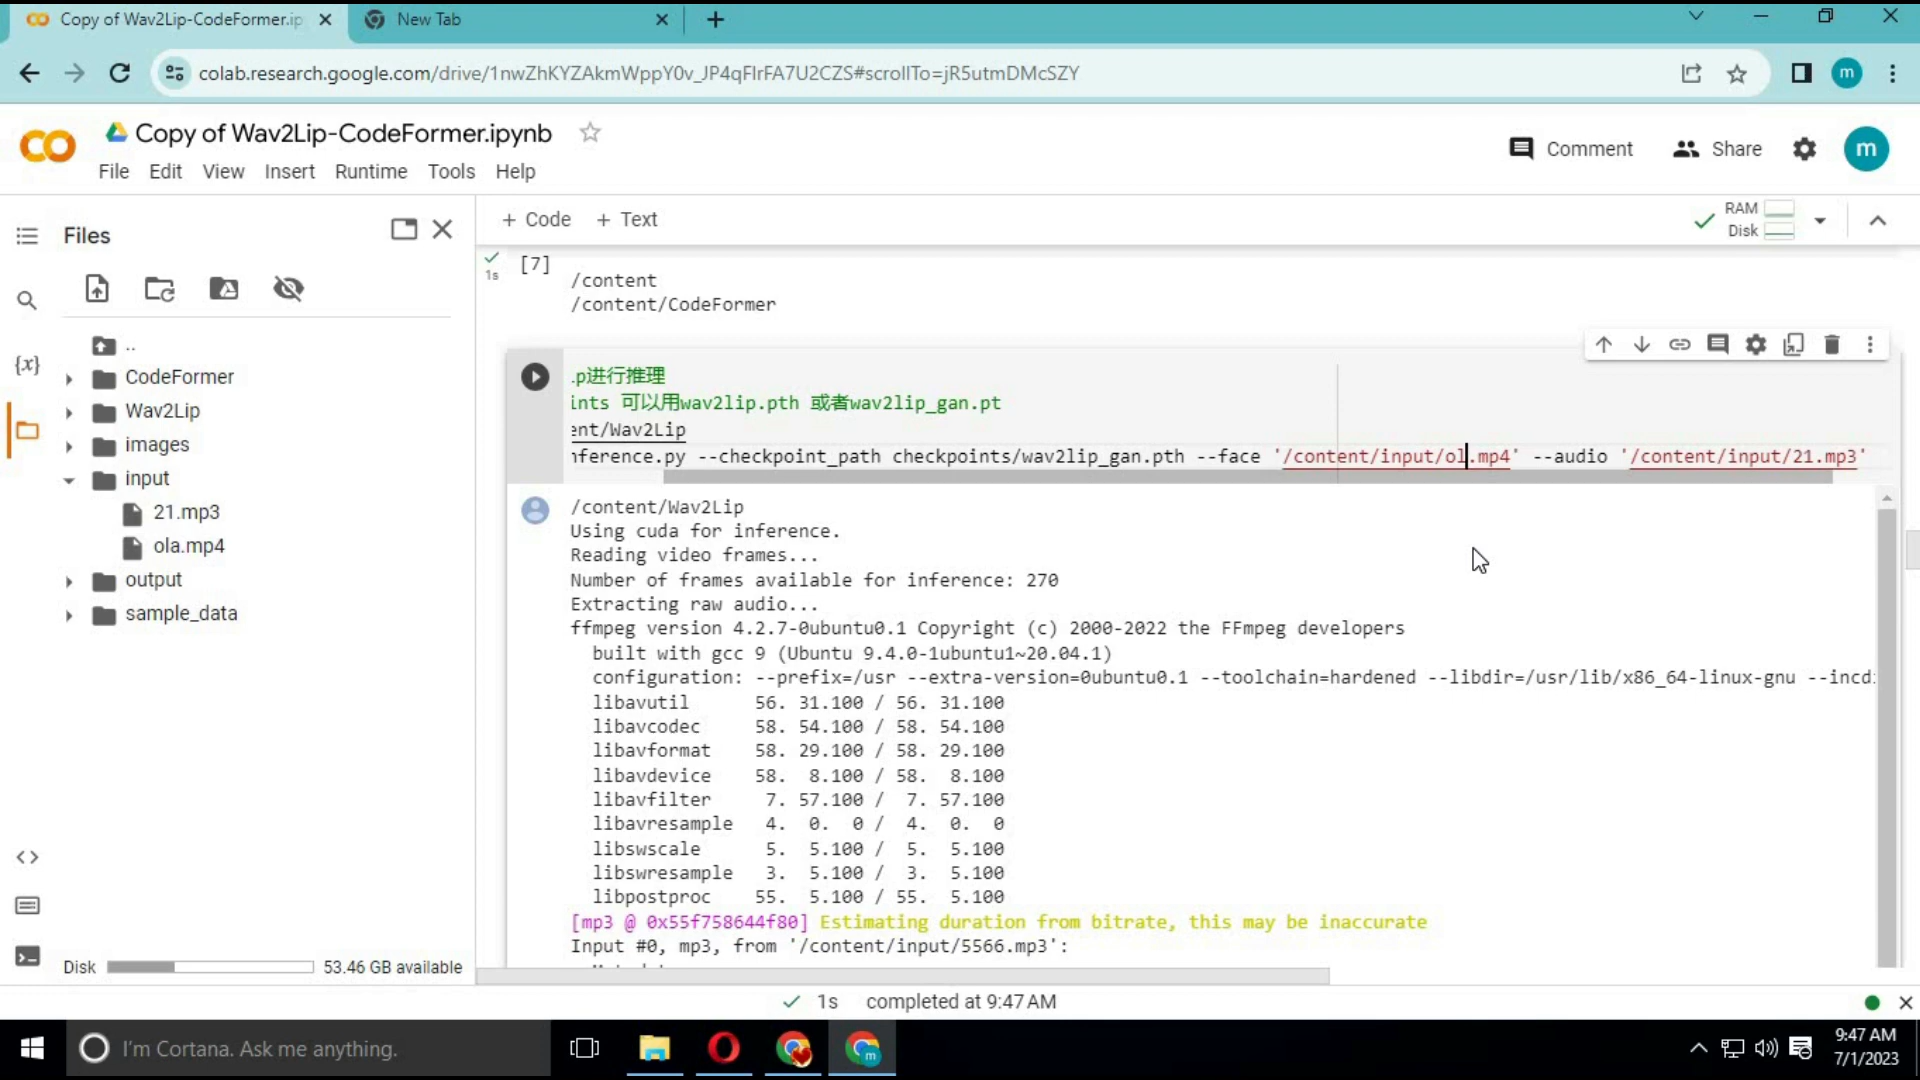 Copy of Wav2Lip-CodeFormer.ip
New Tab
colab.research.google.com/drive/1nwZhKYZAkmWppY0v_JP4qFIrFA7U2CZS#scrollTo=jR5utmDMcSZY
m
CO
Copy of Wav2Lip-CodeFormer.ipynb
Comment
Share
m
File Edit View Insert Runtime Tools Help
Files
+ Code + Text
RAM
Disk
[7]
1s
/content
/content/CodeFormer
..
CodeFormer
Wav2Lip
images
input
21.mp3
ola.mp4
output
sample_data
{x}
.p进行推理
ints 可以用wav2lip.pth 或者wav2lip_gan.pt
ent/Wav2Lip
nference.py --checkpoint_path checkpoints/wav2lip_gan.pth --face '/content/input/ol.mp4' --audio '/content/input/21.mp3'
/content/Wav2Lip
Using cuda for inference.
Reading video frames...
Number of frames available for inference: 270
Extracting raw audio...
ffmpeg version 4.2.7-0ubuntu0.1 Copyright (c) 2000-2022 the FFmpeg developers
built with gcc 9 (Ubuntu 9.4.0-1ubuntu1~20.04.1)
configuration: --prefix=/usr --extra-version=0ubuntu0.1 --toolchain=hardened --libdir=/usr/lib/x86_64-linux-gnu --incd
libavutil 56. 31.100 / 56. 31.100
libavcodec 58. 54.100 / 58. 54.100
libavformat 58. 29.100 / 58. 29.100
libavdevice 58. 8.100 / 58. 8.100
libavfilter 7. 57.100 / 7. 57.100
libavresample 4. 0. 0 / 4. 0. 0
libswscale 5. 5.100 / 5. 5.100
libswresample 3. 5.100 / 3. 5.100
libpostproc 55. 5.100 / 55. 5.100
[mp3 @ 0x55f758644f80] Estimating duration from bitrate, this may be inaccurate
Input #0, mp3, from '/content/input/5566.mp3':
Disk 53.46 GB available
1s completed at 9:47 AM
I'm Cortana. Ask me anything.
m
9:47 AM
7/1/2023